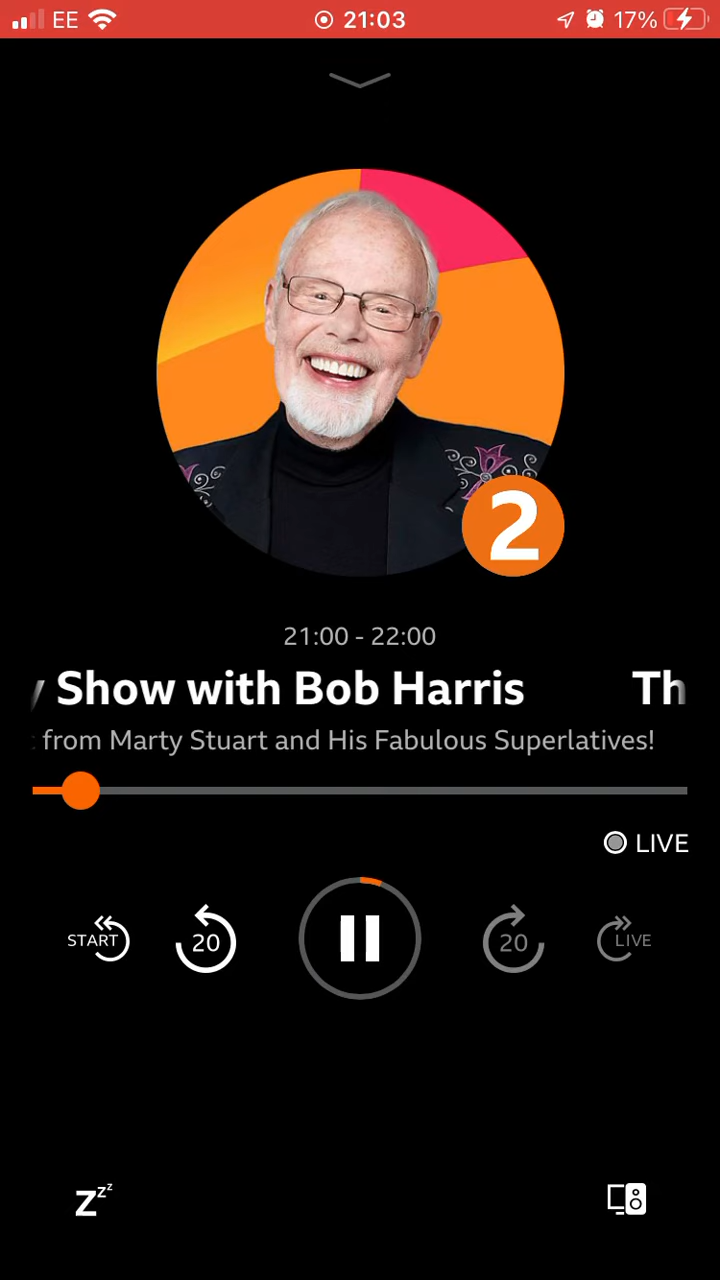 EE 21:03 17%
2
21:00 - 22:00
Show with Bob Harris Th
from Marty Stuart and His Fabulous Superlatives!
LIVE
START 20 20 LIVE
Zzz